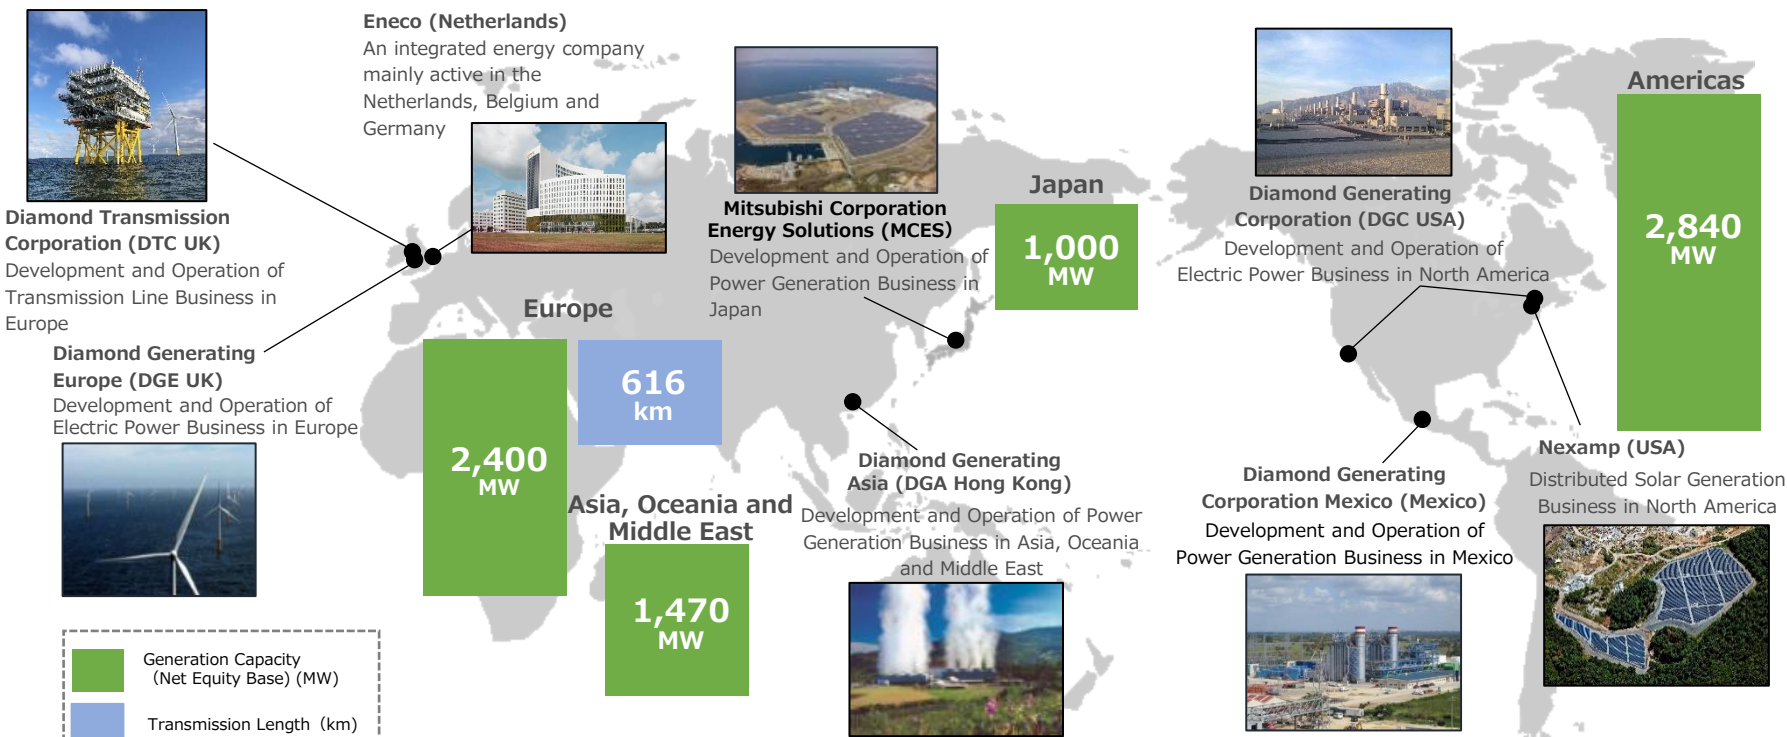 Eneco (Netherlands)
An integrated energy company
mainly active in the
Netherlands, Belgium and
Germany
Diamond Transmission
Corporation (DTC UK)
Development and Operation of
Transmission Line Business in
Europe
Diamond Generating
Europe (DGE UK)
Development and Operation of
Electric Power Business in Europe
Europe
2,400
MW
616
km
Mitsubishi Corporation
Energy Solutions (MCES)
Development and Operation of
Power Generation Business in
Japan
Japan
1,000
MW
Asia, Oceania and
Middle East
1,470
MW
Diamond Generating
Asia (DGA Hong Kong)
Development and Operation of Power
Generation Business in Asia, Oceania
and Middle East
Diamond Generating
Corporation (DGC USA)
Development and Operation of
Electric Power Business in North America
Americas
2,840
MW
Diamond Generating
Corporation Mexico (Mexico)
Development and Operation of
Power Generation Business in Mexico
Nexamp (USA)
Distributed Solar Generation
Business in North America
Generation Capacity
(Net Equity Base) (MW)
Transmission Length (km)